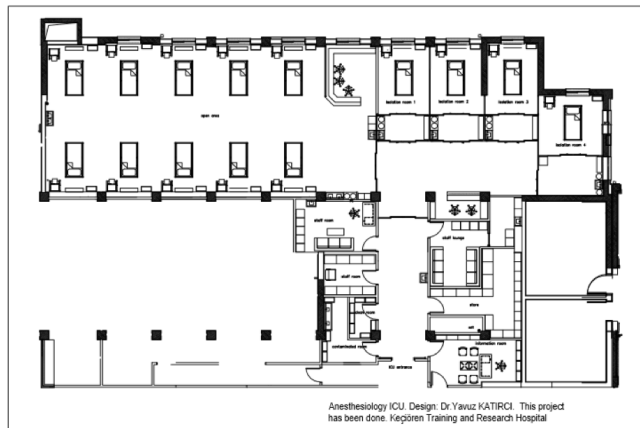 Isolation room 1
Isolation room 2
Isolation room 3
open area
Isolation room 4
staff room
staff lounge
staff room
store
contaminated room
information room
ICU entrance
Anesthesiology ICU. Design: Dr.Yavuz KATIRCI. This project
has been done. Keçiören Training and Research Hospital